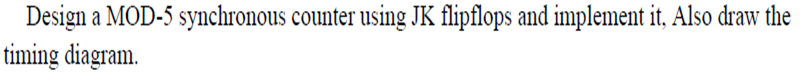 Design a MOD-5 synchronous counter using JK flipflops and implement it, Also draw the
timing diagram.